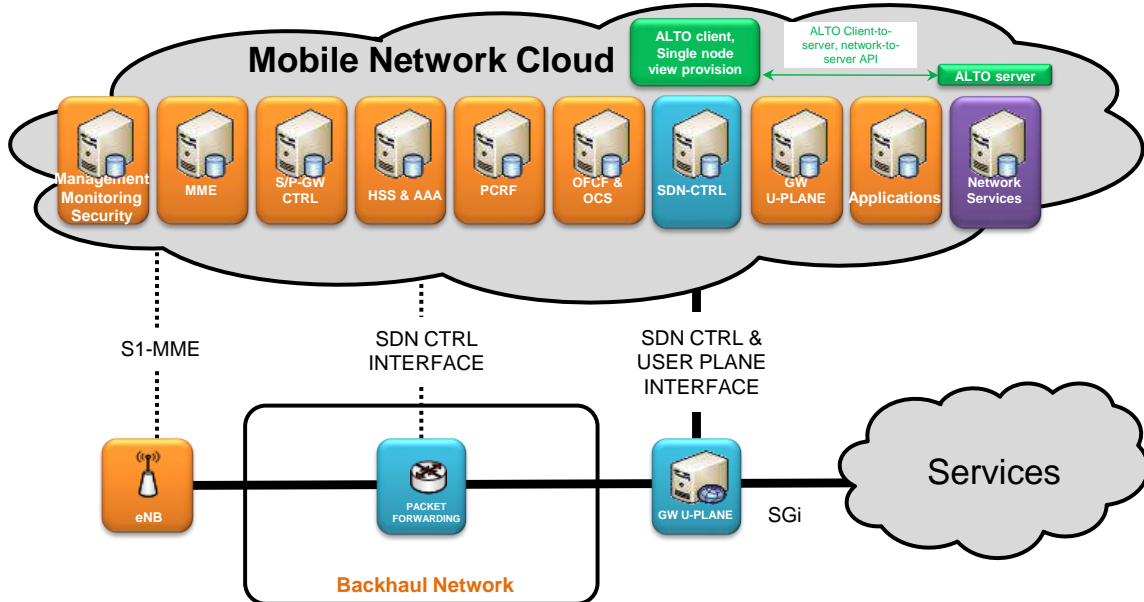 Mobile Network Cloud
ALTO client,
Single node
view provision
ALTO Client-to-
server, network-to-
server API
ALTO server
Management
Monitoring
Security
MME
S/P-GW
CTRL
HSS & AAA
PCRF
OFCF &
OCS
SDN-CTRL
GW
U-PLANE
Applications
Network
Services
S1-MME
SDN CTRL
INTERFACE
SDN CTRL &
USER PLANE
INTERFACE
eNB
PACKET
FORWARDING
GW U-PLANE
SGi
Services
Backhaul Network